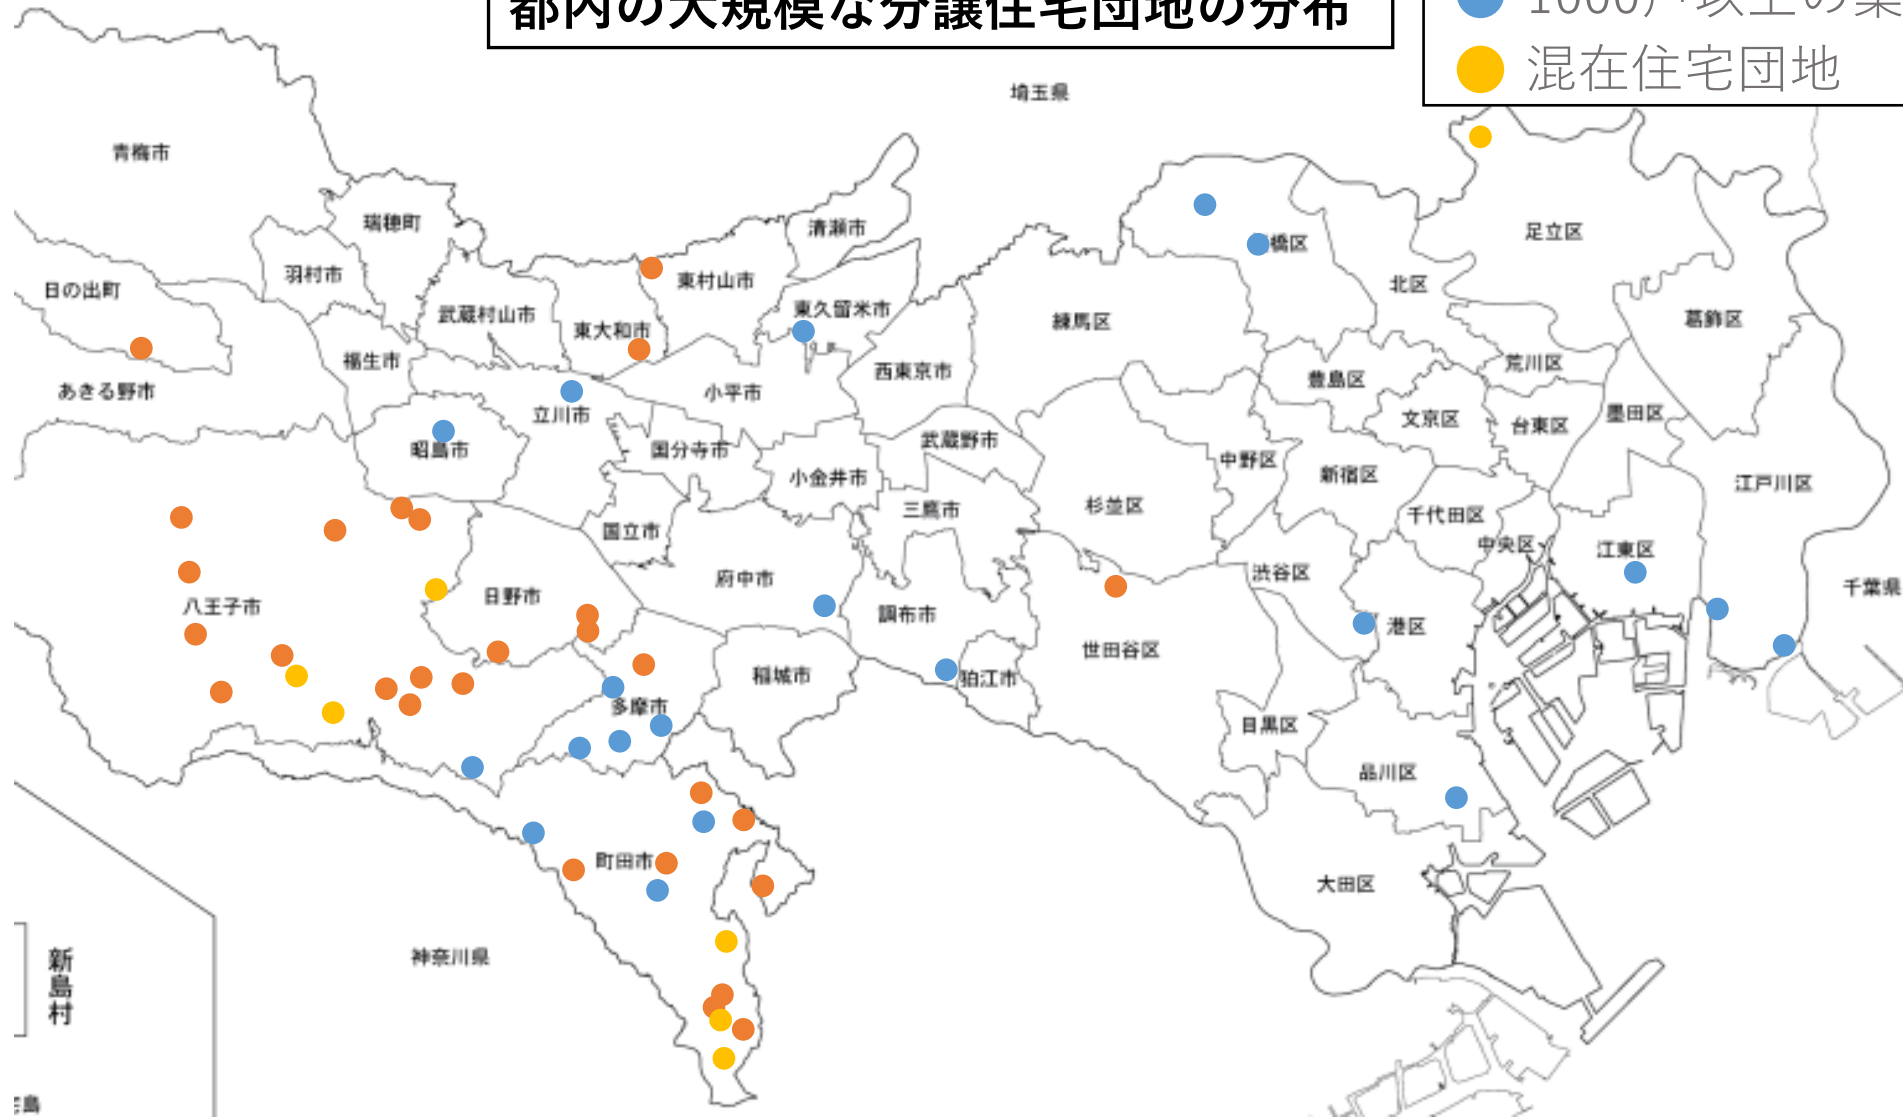 都内の大規模な分譲住宅団地の分布
混在住宅団地
埼玉県
青梅市
瑞穂町
清瀬市
足立区
羽村市
東村山市
橋区
日の出町
武蔵村山市
東大和市
東久留米市
練馬区
北区
葛飾区
福生市
西東京市
荒川区
豊島区
あきる野市
立川市
小平市
文京区
台東区
墨田区
昭島市
国分寺市
武蔵野市
中野区
新宿区
小金井市
江戸川区
三鷹市
杉並区
千代田区
国立市
中央区
江東区
府中市
渋谷区
千葉県
八王子市
日野市
調布市
港区
世田谷区
稲城市
狛江市
多摩市
目黒区
品川区
町田市
大田区
神奈川県
新島村